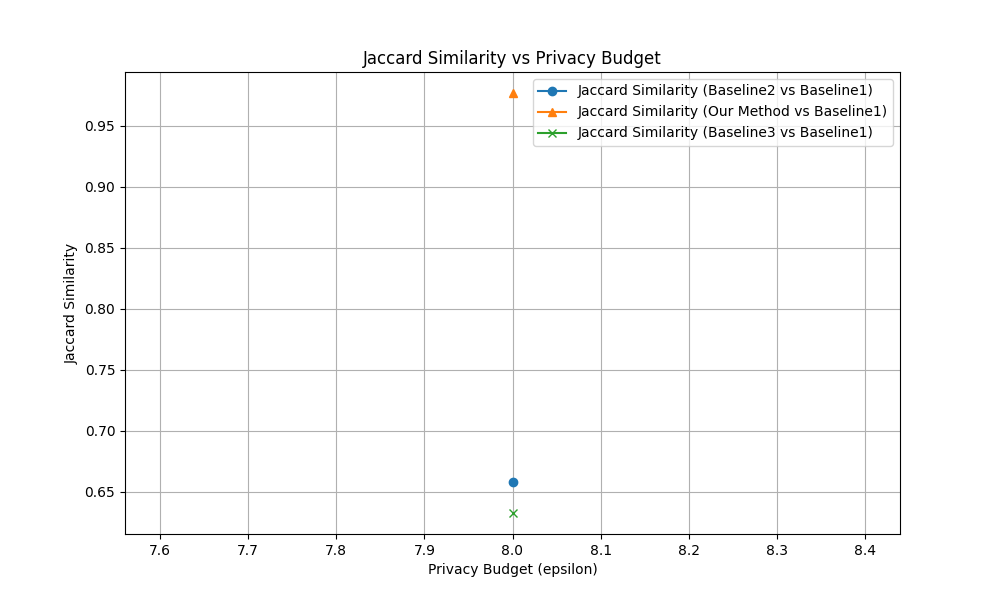 Jaccard Similarity vs Privacy Budget
Jaccard Similarity (Baseline2 vs Baseline1)
Jaccard Similarity (Our Method vs Baseline1)
Jaccard Similarity (Baseline3 vs Baseline1)
0.95
0.90
0.85
0.80
0.75
0.70
0.65
Jaccard Similarity
7.6 7.7 7.8 7.9 8.0 8.1 8.2 8.3 8.4
Privacy Budget (epsilon)